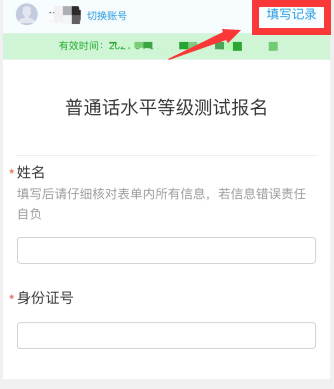 切换账号
填写记录
有效时间：
普通话水平等级测试报名
* 姓名
填写后请仔细核对表单内所有信息，若信息错误责任
自负
* 身份证号